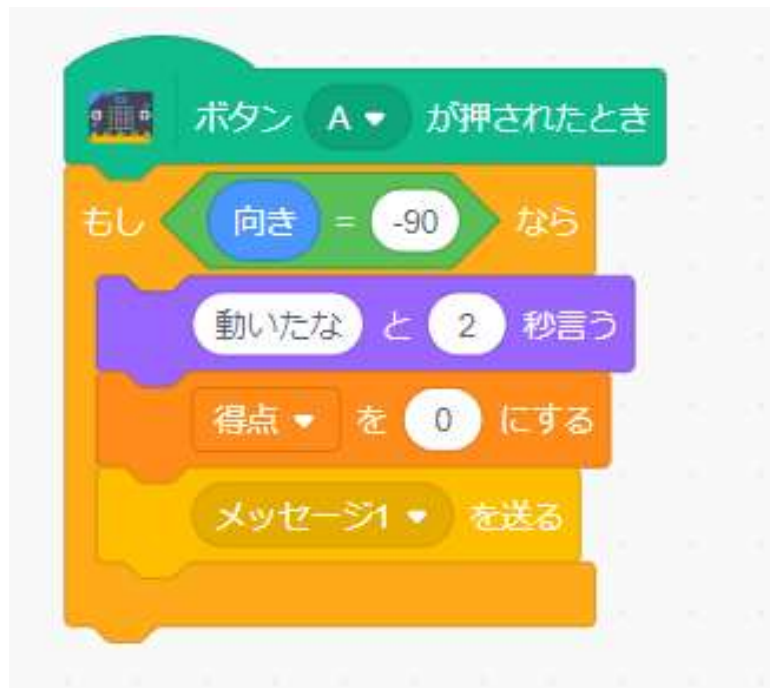 ボタン A が押されたとき
もし 向き = -90 なら
動いたな と 2 秒言う
得点 を 0 にする
メッセージ1 を送る